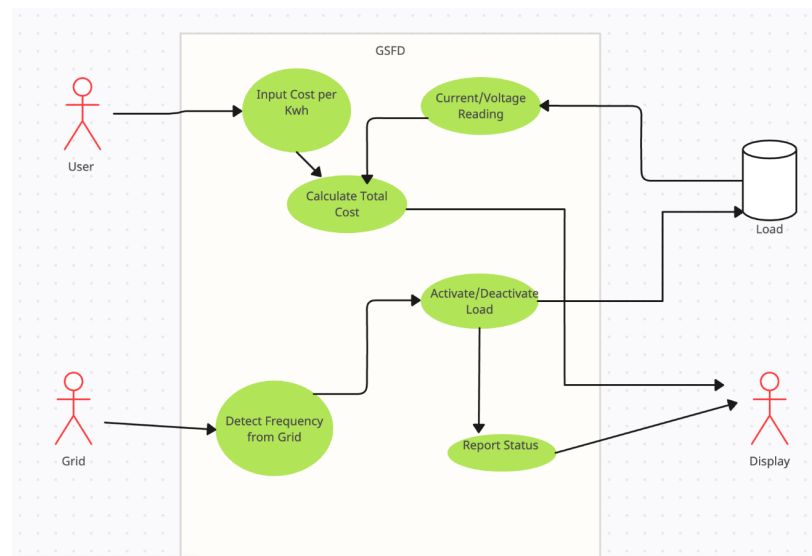 GSFD
Input Cost per
Kwh
Current/Voltage
Reading
User
Calculate Total
Cost
Load
Activate/Deactivate
Load
Detect Frequency
from Grid
Report Status
Grid
Display